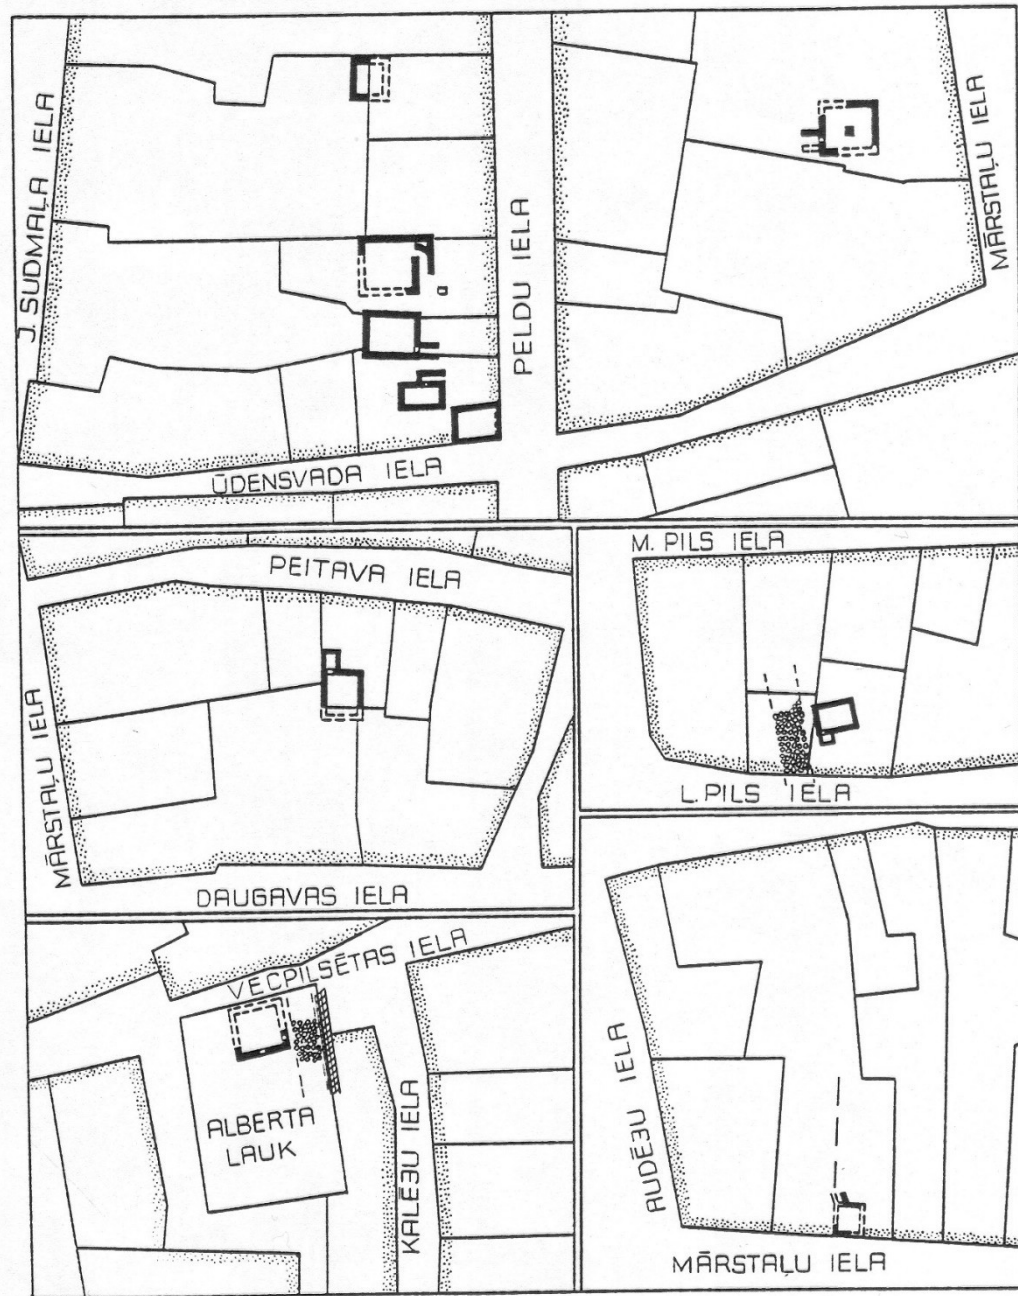 J. SUDMAĻA IELA
PELDU IELA
MĀRSTAĻU IELA
ŪDENSVADA IELA
PEITAVA IELA
MĀRSTAĻU IELA
DAUGAVAS IELA
M. PILS IELA
L. PILS IELA
VECPILSĒTAS IELA
ALBERTA
LAUK
KALĒJU IELA
AUDĒJU IELA
MĀRSTAĻU IELA